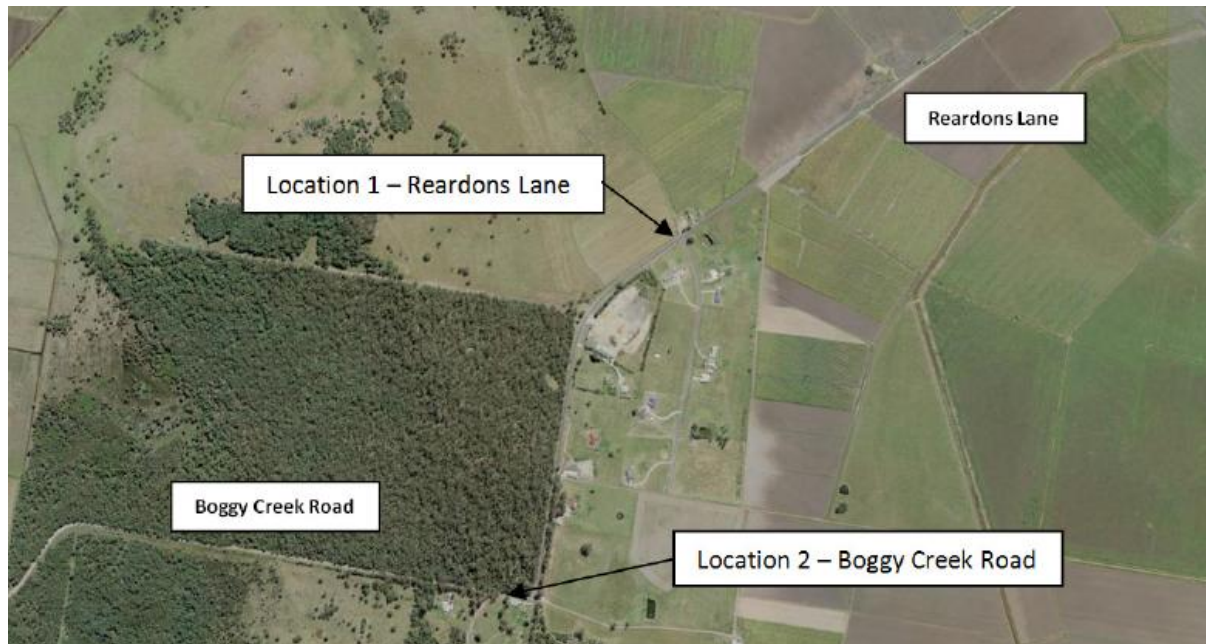 Reardons Lane
Location 1 – Reardons Lane
Boggy Creek Road
Location 2 – Boggy Creek Road